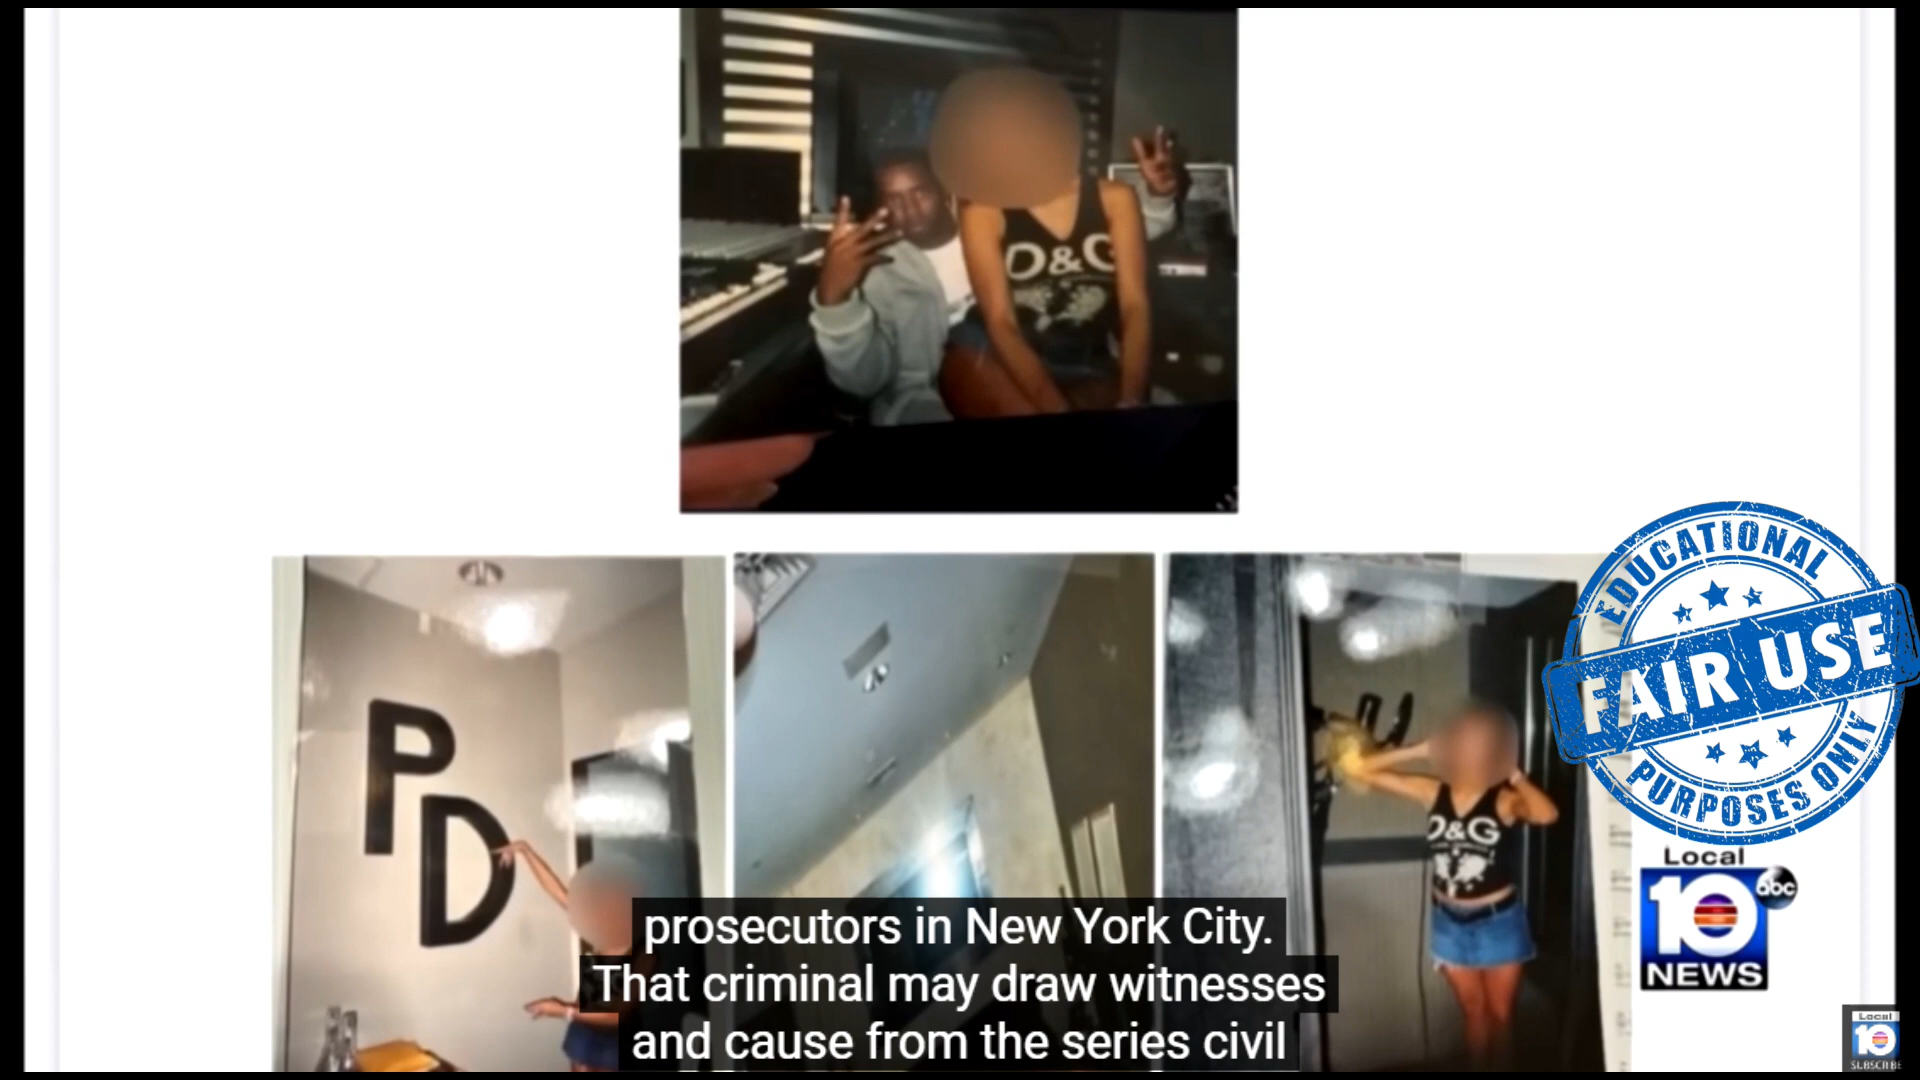 D&G
EDUCATIONAL
FAIR USE
PURPOSES ONLY
P
D
D&G
Local
10
abc
NEWS
prosecutors in New York City.
That criminal may draw witnesses
and cause from the series civil
Local
10
SUBSCRIBE